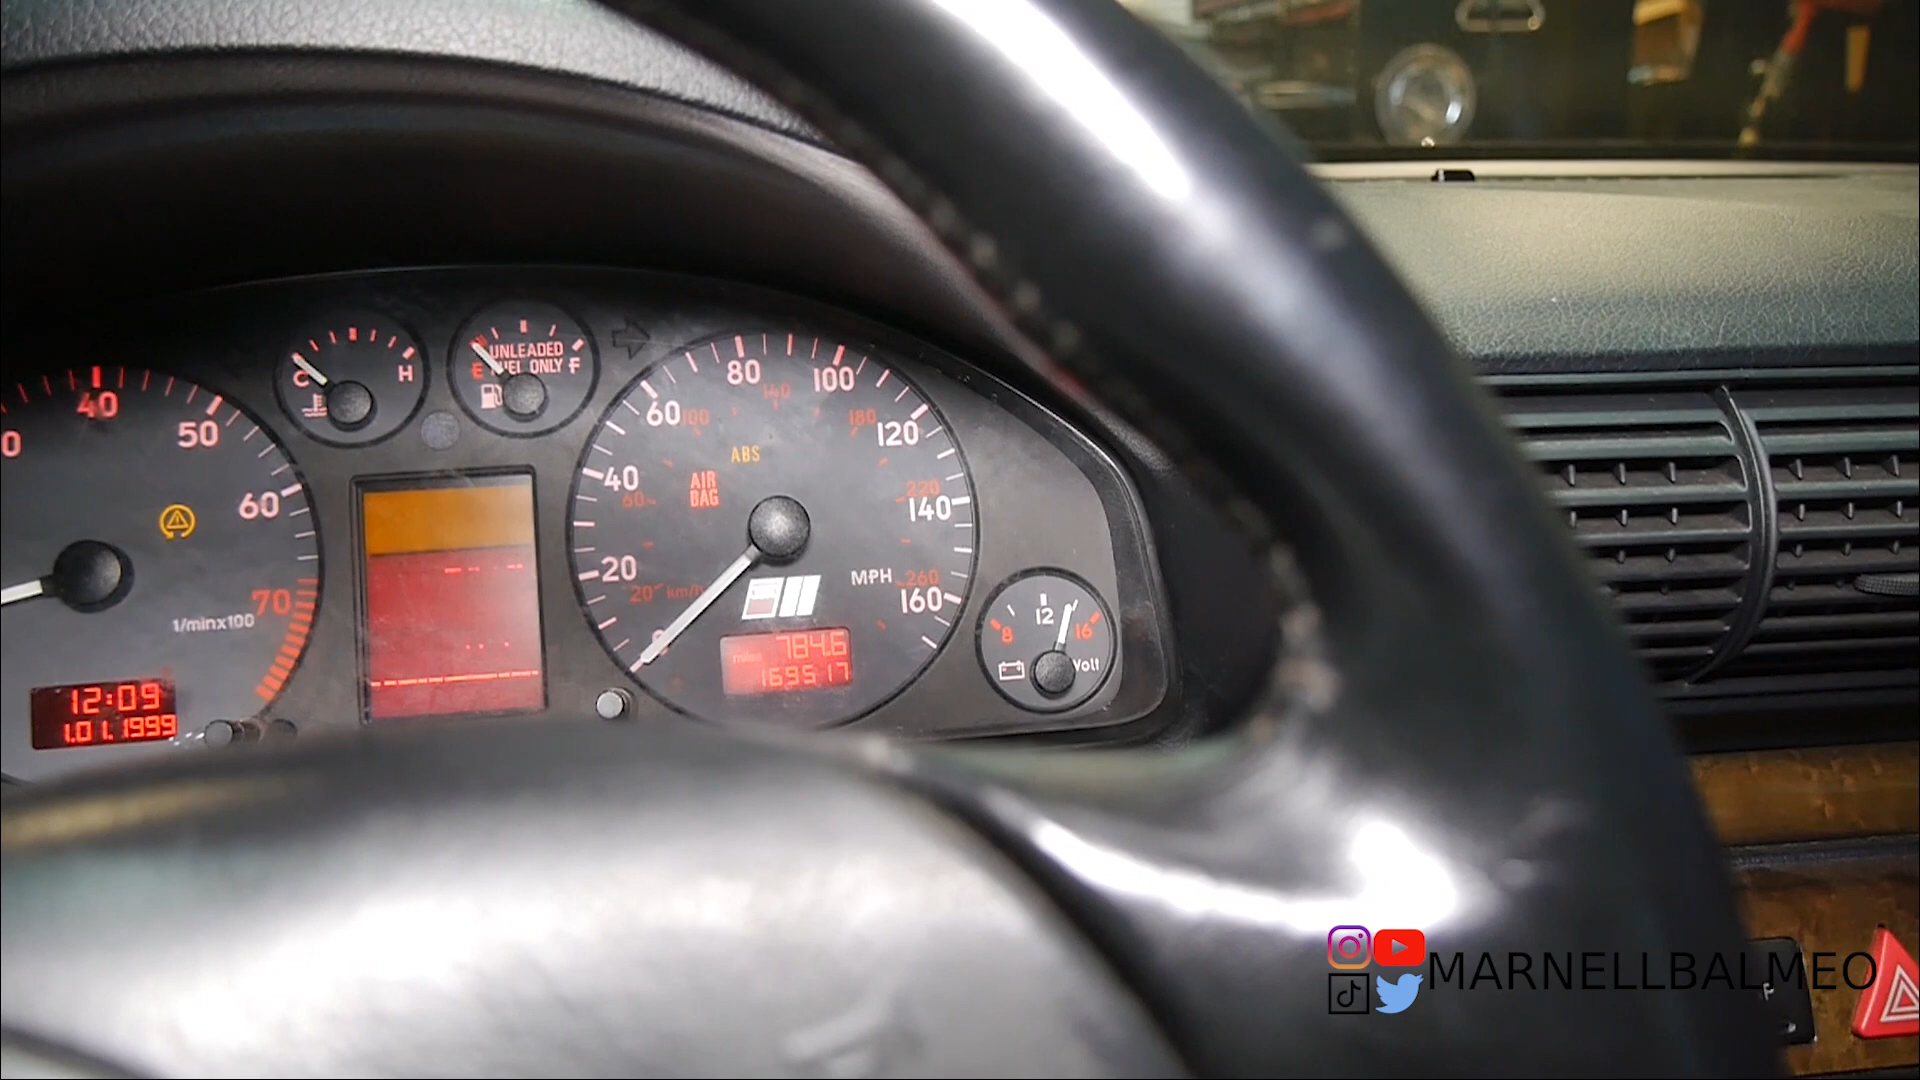 40
50
60
70
1/minx100
12:09
1.01.1999
C
H
UNLEADED
FUEL ONLY
E
F
20
40
60
80
100
120
140
160
20
60
100
140
180
220
260
km/h
MPH
ABS
AIR
BAG
miles
784.6
169517
8
12
16
Volt
MARNELLBALMEO